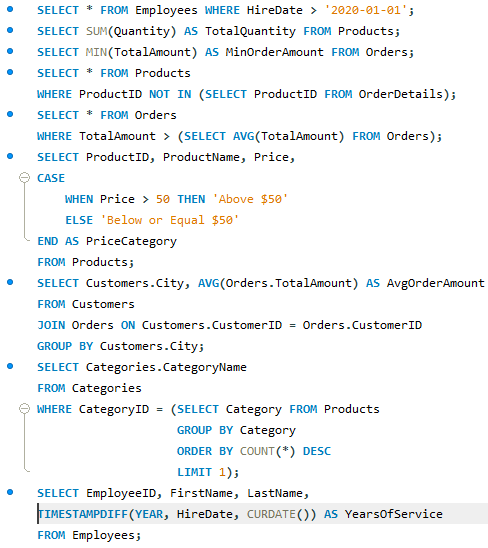 SELECT * FROM Employees WHERE HireDate > '2020-01-01';
SELECT SUM(Quantity) AS TotalQuantity FROM Products;
SELECT MIN(TotalAmount) AS MinOrderAmount FROM Orders;
SELECT * FROM Products
WHERE ProductID NOT IN (SELECT ProductID FROM OrderDetails);
SELECT * FROM Orders
WHERE TotalAmount > (SELECT AVG(TotalAmount) FROM Orders);
SELECT ProductID, ProductName, Price,
CASE
    WHEN Price > 50 THEN 'Above $50'
    ELSE 'Below or Equal $50'
END AS PriceCategory
FROM Products;
SELECT Customers.City, AVG(Orders.TotalAmount) AS AvgOrderAmount
FROM Customers
JOIN Orders ON Customers.CustomerID = Orders.CustomerID
GROUP BY Customers.City;
SELECT Categories.CategoryName
FROM Categories
WHERE CategoryID = (SELECT Category FROM Products
                    GROUP BY Category
                    ORDER BY COUNT(*) DESC
                    LIMIT 1);
SELECT EmployeeID, FirstName, LastName,
TIMESTAMPDIFF(YEAR, HireDate, CURDATE()) AS YearsOfService
FROM Employees;